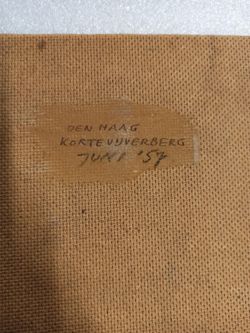 DEN HAAG
KORTE VIJVERBERG
JUNI '57